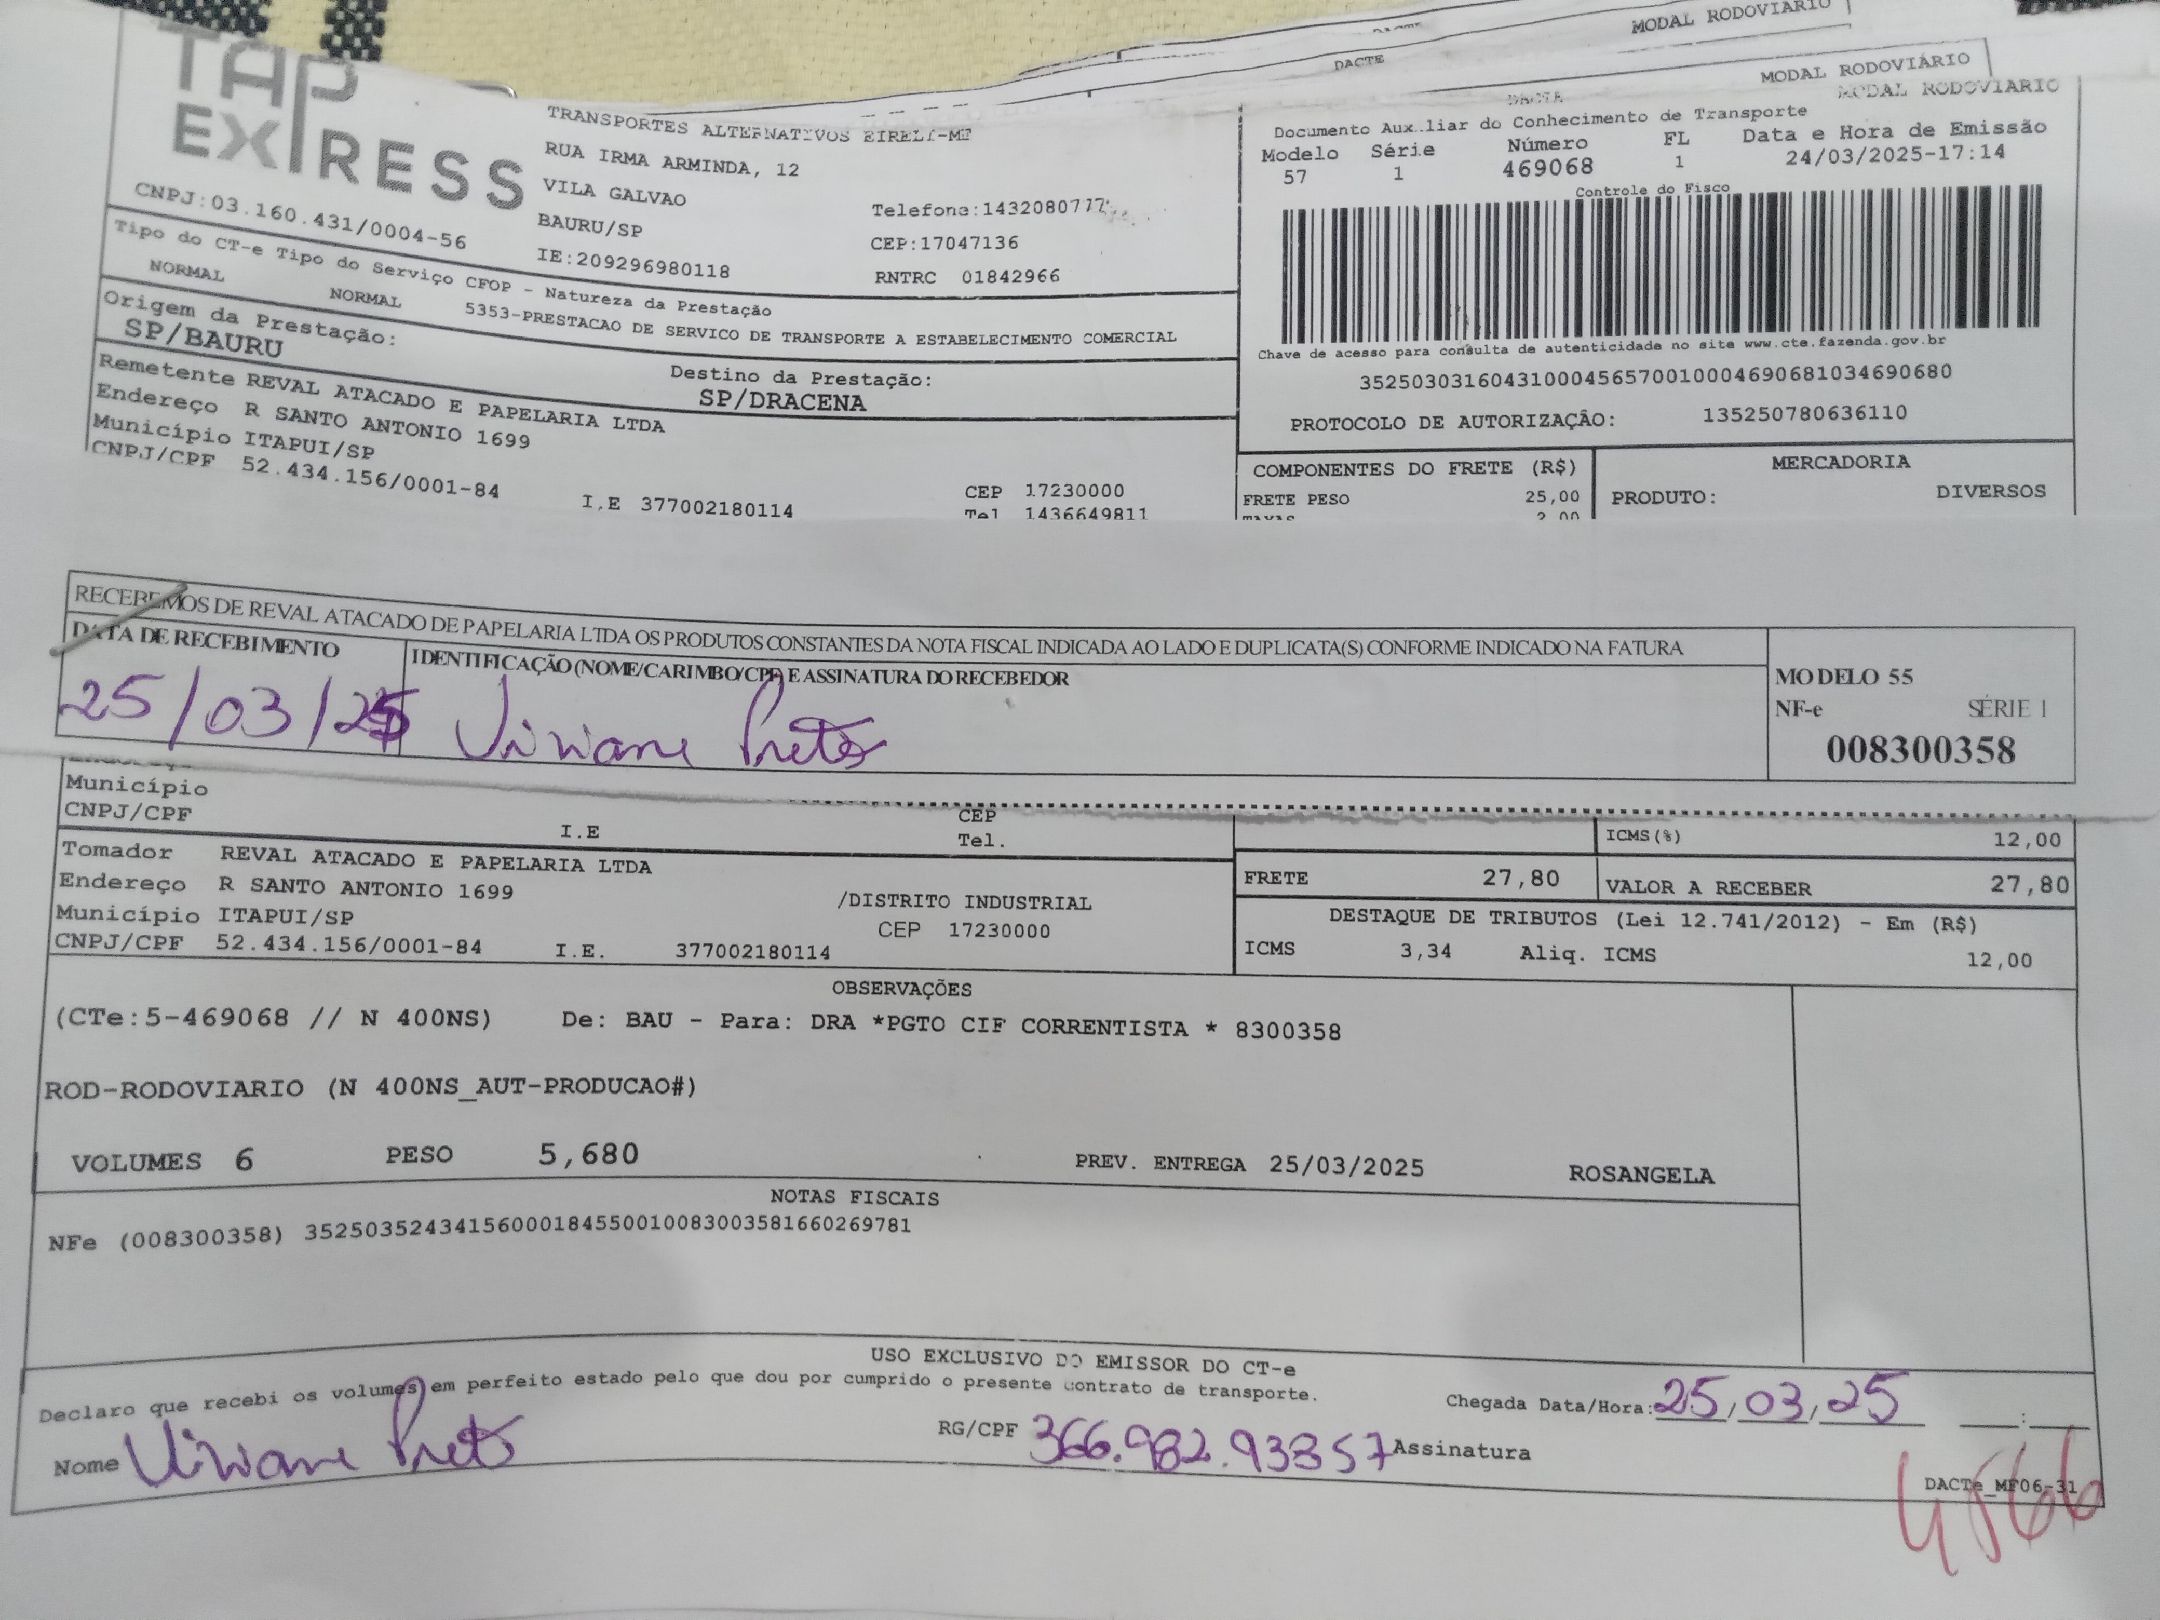 DACTE
MODAL RODOVIÁRIO
MODAL RODOVIÁRIO
MODAL RODOVIARIO
TAP
EXPRESS
CNPJ:03.160.431/0004-56
TRANSPORTES ALTERNATIVOS EIRELI-ME
RUA IRMA ARMINDA, 12
VILA GALVAO
BAURU/SP
IE:209296980118
CEP:17047136
RNTRC 01842966
DACTE
Documento Auxiliar do Conhecimento de Transporte
Modelo Série Número FL Data e Hora de Emissão
57 1 469068 1 24/03/2025-17:14
Controle do Fisco
Chave de acesso para consulta de autenticidade no site www.cte.fazenda.gov.br
35250303160431000456570010004690681034690680
PROTOCOLO DE AUTORIZAÇÂO: 135250780636110
Tipo do CT-e Tipo do Serviço CFOP - Natureza da Prestação
NORMAL NORMAL 5353-PRESTACAO DE SERVICO DE TRANSPORTE A ESTABELECIMENTO COMERCIAL
Origem da Prestação:
SP/BAURU
Destino da Prestação:
SP/DRACENA
Remetente REVAL ATACADO E PAPELARIA LTDA
Endereço R SANTO ANTONIO 1699
Município ITAPUI/SP
CNPJ/CPF 52.434.156/0001-84 I.E 377002180114
CEP 17230000
Tel 1436649811
COMPONENTES DO FRETE (R$)
FRETE PESO 25,00
TAXAS 2,00
MERCADORIA
PRODUTO: DIVERSOS
RECEBEMOS DE REVAL ATACADO DE PAPELARIA LTDA OS PRODUTOS CONSTANTES DA NOTA FISCAL INDICADA AO LADO E DUPLICATA(S) CONFORME INDICADO NA FATURA
DATA DE RECEBIMENTO
IDENTIFICAÇÃO (NOME/CARIMBO/CPF) E ASSINATURA DO RECEBEDOR
25/03/25 Viviane Preto
MODELO 55
NF-e SÉRIE 1
008300358
Município
CNPJ/CPF I.E
CEP
Tel.
ICMS(%) 12,00
Tomador REVAL ATACADO E PAPELARIA LTDA
Endereço R SANTO ANTONIO 1699 /DISTRITO INDUSTRIAL
Município ITAPUI/SP CEP 17230000
CNPJ/CPF 52.434.156/0001-84 I.E. 377002180114
FRETE 27,80 VALOR A RECEBER 27,80
DESTAQUE DE TRIBUTOS (Lei 12.741/2012) - Em (R$)
ICMS 3,34 Aliq. ICMS 12,00
OBSERVAÇÕES
(CTe:5-469068 // N 400NS) De: BAU - Para: DRA *PGTO CIF CORRENTISTA * 8300358
ROD-RODOVIARIO (N 400NS_AUT-PRODUCAO#)
VOLUMES 6 PESO 5,680 PREV. ENTREGA 25/03/2025 ROSANGELA
NOTAS FISCAIS
NFe (008300358) 35250352434156000184550010083003581660269781
USO EXCLUSIVO DO EMISSOR DO CT-e
Declaro que recebi os volumes em perfeito estado pelo que dou por cumprido o presente contrato de transporte.
Chegada Data/Hora: 25/03/25 __:__
Nome Viviane Preto RG/CPF 366.982.93857 Assinatura
DACTe_MF06-31